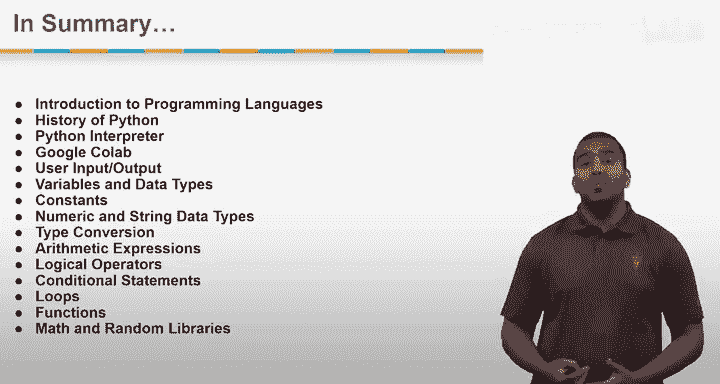 In Summary...
● Introduction to Programming Languages
● History of Python
● Python Interpreter
● Google Colab
● User Input/Output
● Variables and Data Types
● Constants
● Numeric and String Data Types
● Type Conversion
● Arithmetic Expressions
● Logical Operators
● Conditional Statements
● Loops
● Functions
● Math and Random Libraries